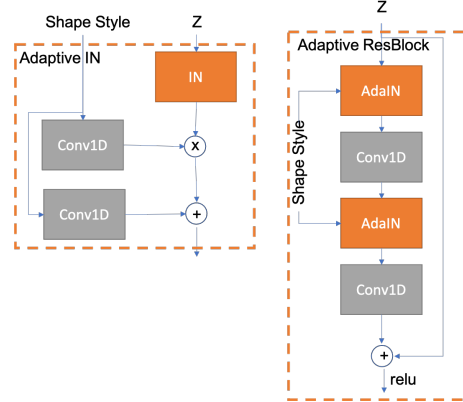 Shape Style
Z
Adaptive IN
IN
Conv1D
x
Conv1D
+
Z
Adaptive ResBlock
AdaIN
Shape Style
Conv1D
AdaIN
Conv1D
+
relu